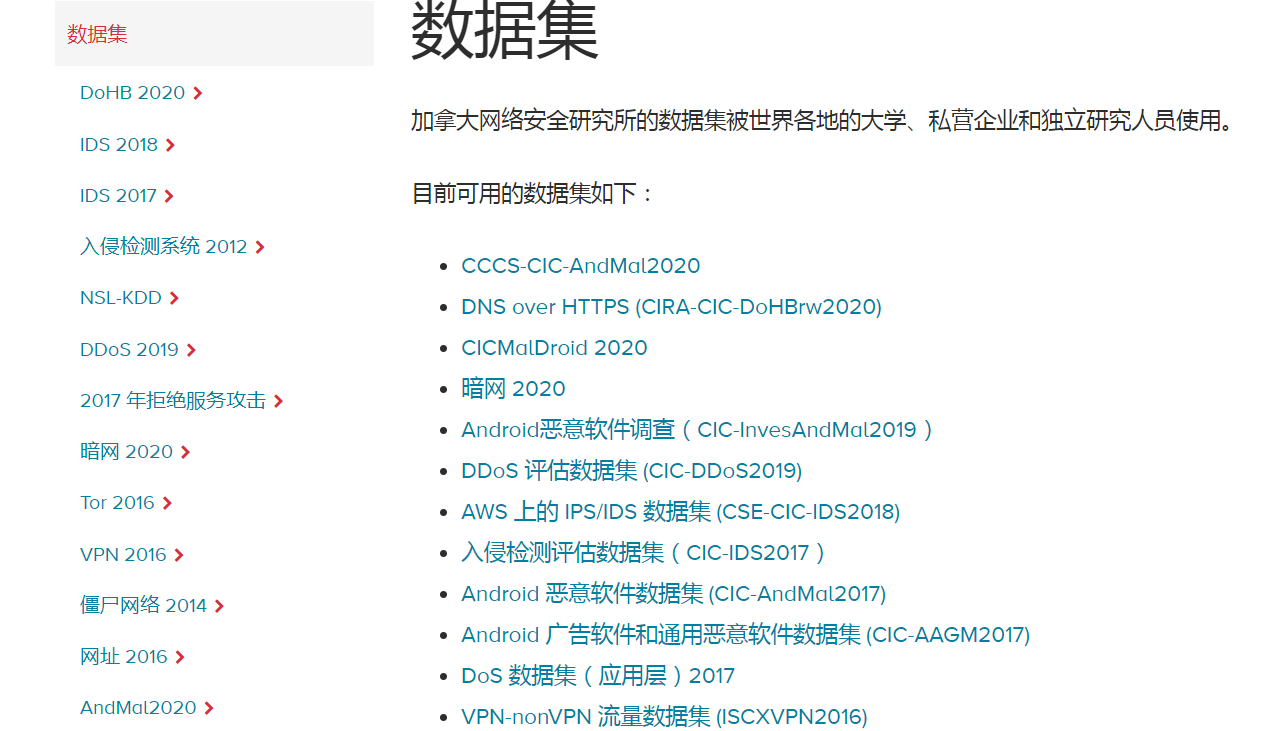 数据集
DoHB 2020
IDS 2018
IDS 2017
入侵检测系统 2012
NSL-KDD
DDoS 2019
2017 年拒绝服务攻击
暗网 2020
Tor 2016
VPN 2016
僵尸网络 2014
网址 2016
AndMal2020
数据集
加拿大网络安全研究所的数据集被世界各地的大学、私营企业和独立研究人员使用。
目前可用的数据集如下：
CCCS-CIC-AndMal2020
DNS over HTTPS (CIRA-CIC-DoHBrw2020)
CICMalDroid 2020
暗网 2020
Android恶意软件调查（CIC-InvesAndMal2019）
DDoS 评估数据集 (CIC-DDoS2019)
AWS 上的 IPS/IDS 数据集 (CSE-CIC-IDS2018)
入侵检测评估数据集（CIC-IDS2017）
Android 恶意软件数据集 (CIC-AndMal2017)
Android 广告软件和通用恶意软件数据集 (CIC-AAGM2017)
DoS 数据集（应用层）2017
VPN-nonVPN 流量数据集 (ISCXVPN2016)